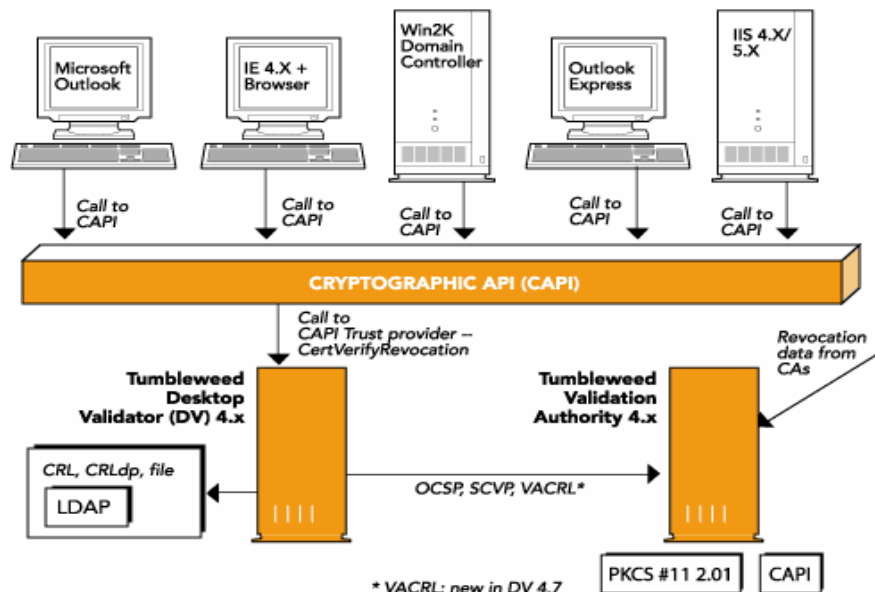 Microsoft
Outlook
IE 4.X +
Browser
Win2K
Domain
Controller
Outlook
Express
IIS 4.X/
5.X
Call to
CAPI
Call to
CAPI
Call to
CAPI
Call to
CAPI
Call to
CAPI
CRYPTOGRAPHIC API (CAPI)
Call to
CAPI Trust provider --
CertVerifyRevocation
Revocation
data from
CAs
Tumbleweed
Desktop
Validator (DV) 4.x
Tumbleweed
Validation
Authority 4.x
CRL, CRLdp, file
LDAP
OCSP, SCVP, VACRL*
PKCS #11 2.01
CAPI
* VACRL: new in DV 4.7